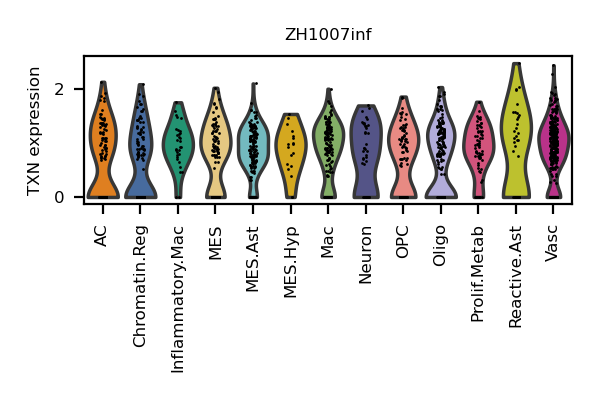 ZH1007inf
TXN expression
2
0
AC
Chromatin.Reg
Inflammatory.Mac
MES
MES.Ast
MES.Hyp
Mac
Neuron
OPC
Oligo
Prolif.Metab
Reactive.Ast
Vasc